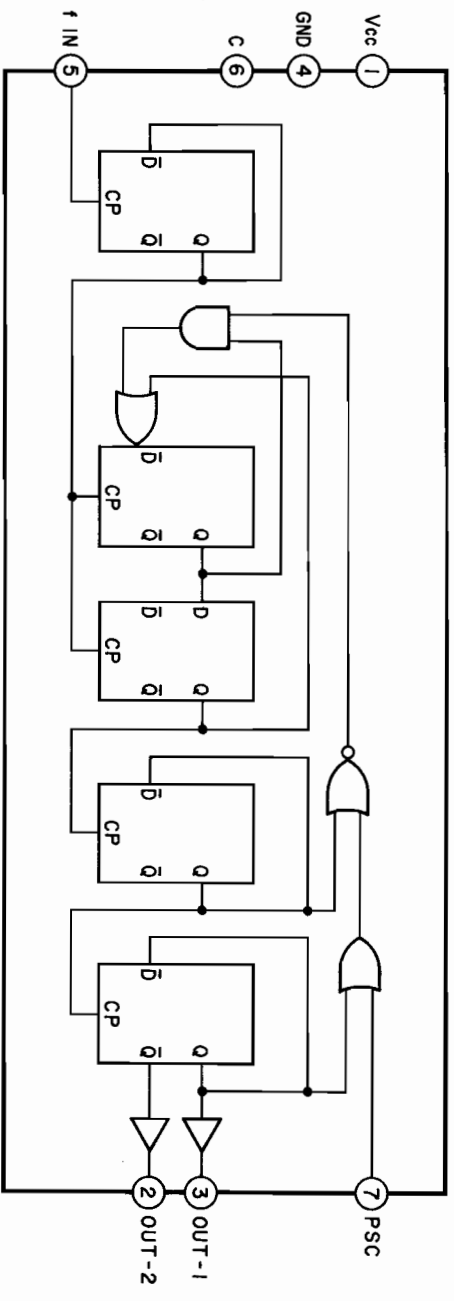 Vcc 1
7 PSC
GND 4
C 6
Q Q D Q Q Q 3 OUT-1
D̅ Q̅ D̅ Q̅ D̅ Q̅ D̅ Q̅ D̅ Q̅ 2 OUT-2
CP CP CP CP CP
f IN 5